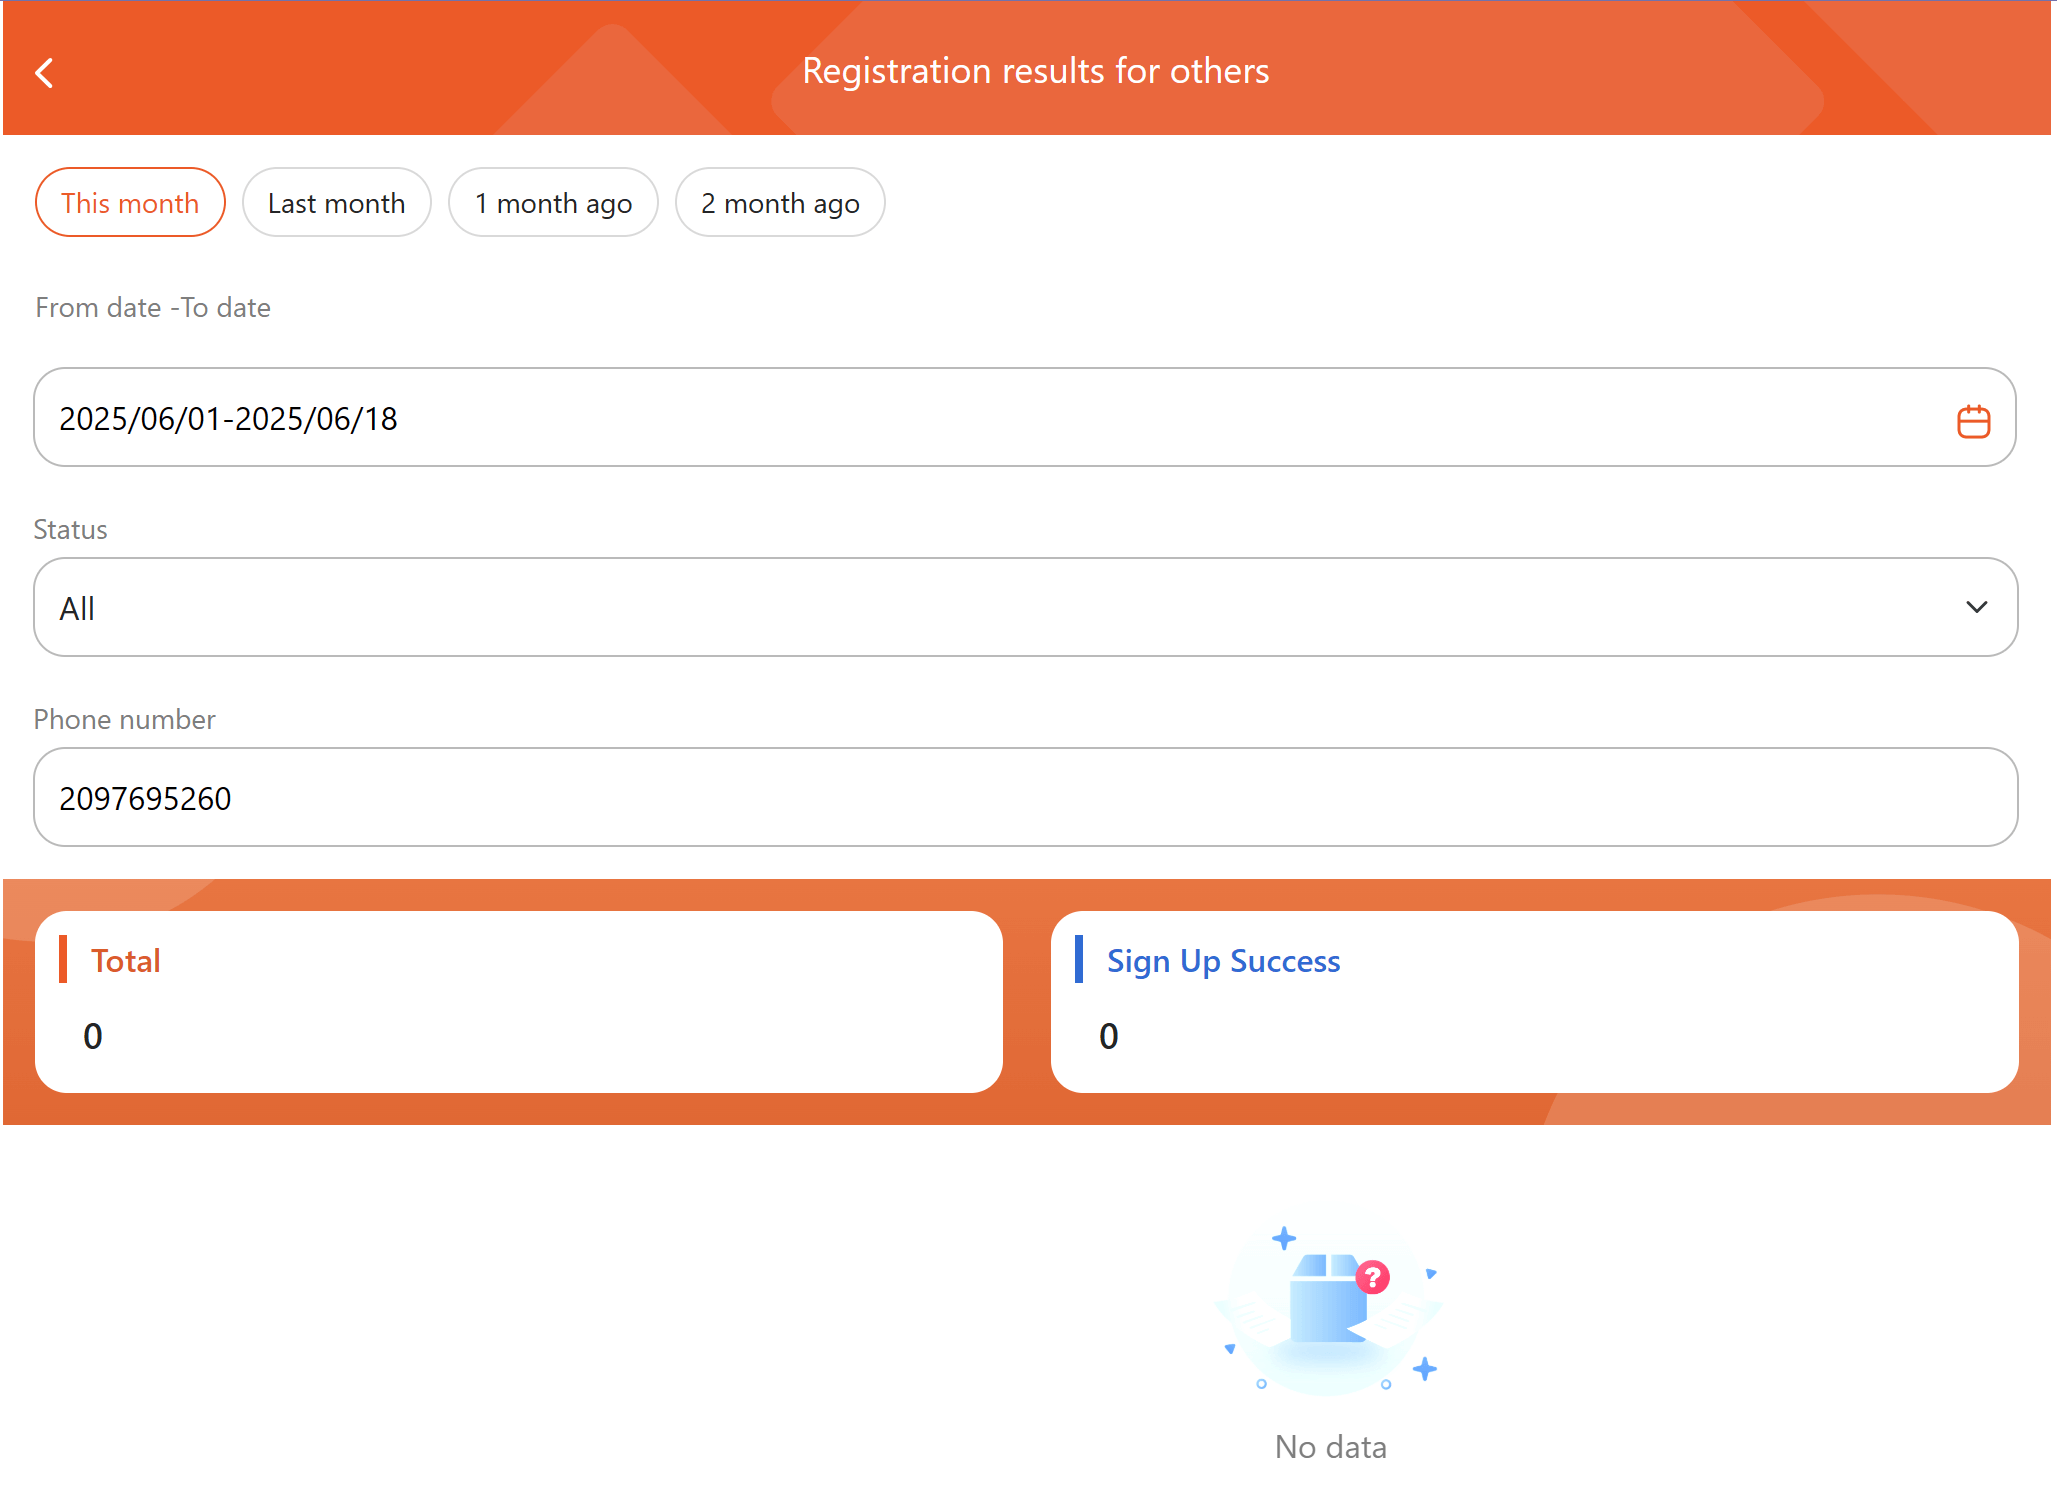 Registration results for others
This month
Last month
1 month ago
2 month ago
From date -To date
2025/06/01-2025/06/18
Status
All
Phone number
2097695260
Total
Sign Up Success
0
0
?
No data